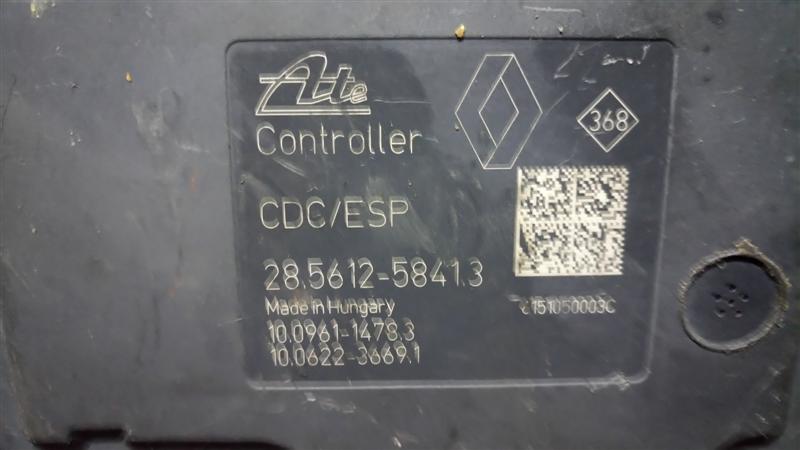 Ate
368
Controller
CDC/ESP
28.5612-5841.3
Made in Hungary
10.0961-1478.3
10.0622-3669.1